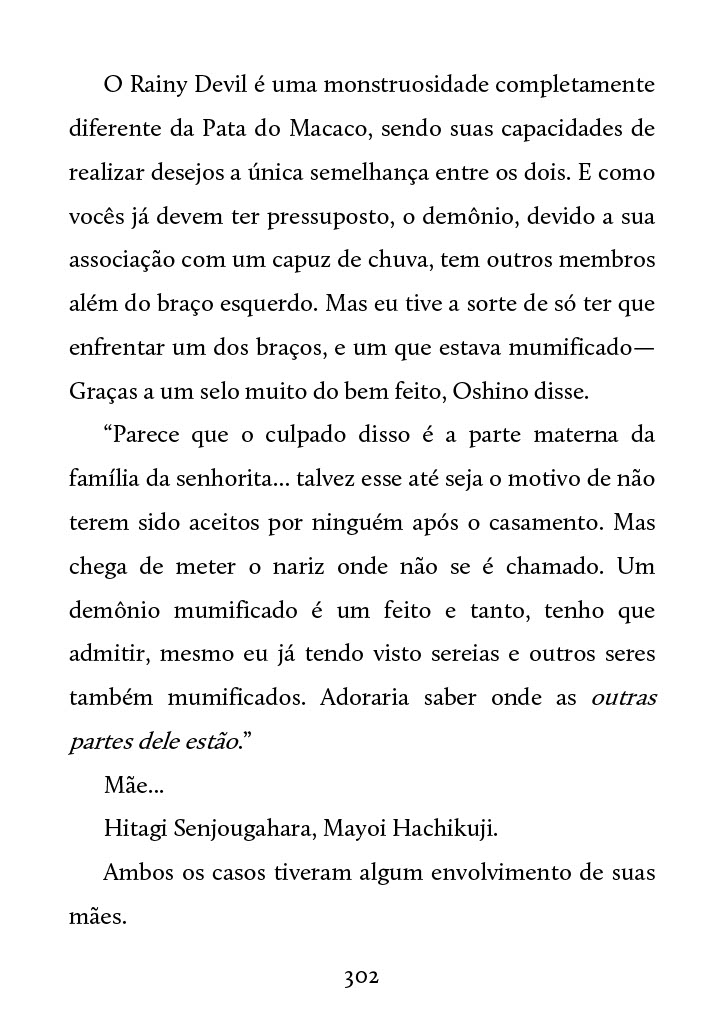 O Rainy Devil é uma monstruosidade completamente
diferente da Pata do Macaco, sendo suas capacidades de
realizar desejos a única semelhança entre os dois. E como
vocês já devem ter pressuposto, o demônio, devido a sua
associação com um capuz de chuva, tem outros membros
além do braço esquerdo. Mas eu tive a sorte de só ter que
enfrentar um dos braços, e um que estava mumificado—
Graças a um selo muito do bem feito, Oshino disse.
“Parece que o culpado disso é a parte materna da
família da senhorita... talvez esse até seja o motivo de não
terem sido aceitos por ninguém após o casamento. Mas
chega de meter o nariz onde não se é chamado. Um
demônio mumificado é um feito e tanto, tenho que
admitir, mesmo eu já tendo visto sereias e outros seres
também mumificados. Adoraria saber onde as outras
partes dele estão.”
Mãe...
Hitagi Senjougahara, Mayoi Hachikuji.
Ambos os casos tiveram algum envolvimento de suas
mães.
302